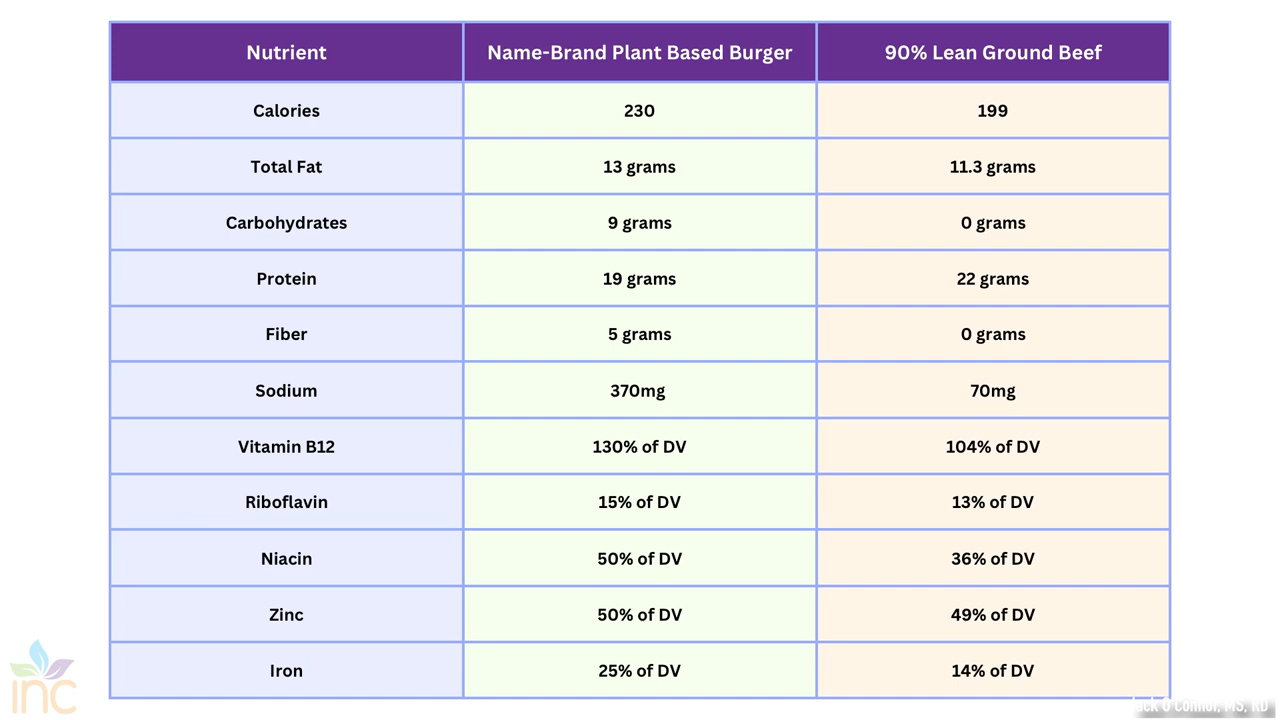 Nutrient Name-Brand Plant Based Burger 90% Lean Ground Beef
Calories 230 199
Total Fat 13 grams 11.3 grams
Carbohydrates 9 grams 0 grams
Protein 19 grams 22 grams
Fiber 5 grams 0 grams
Sodium 370mg 70mg
Vitamin B12 130% of DV 104% of DV
Riboflavin 15% of DV 13% of DV
Niacin 50% of DV 36% of DV
Zinc 50% of DV 49% of DV
Iron 25% of DV 14% of DV
inc
O'Connor, MS, RD